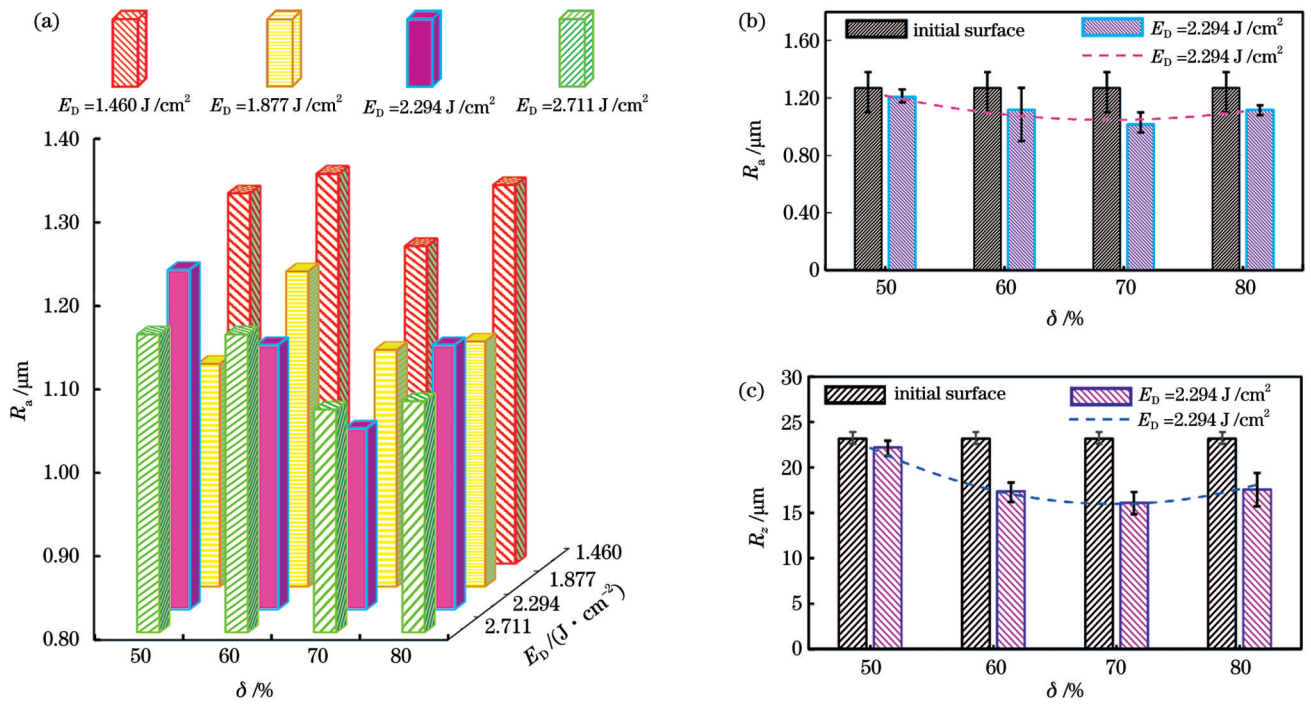 (a)
E_D =1.460 J /cm²
E_D =1.877 J /cm²
E_D =2.294 J /cm²
E_D =2.711 J /cm²
1.40
1.30
1.20
1.10
1.00
0.90
0.80
R_a /μm
50
60
70
80
δ /%
1.460
1.877
2.294
2.711
E_D /(J・cm⁻²)
(b)
initial surface
E_D =2.294 J /cm²
E_D =2.294 J /cm²
1.60
1.20
0.80
0.40
0
R_a /μm
50
60
70
80
δ /%
(c)
initial surface
E_D =2.294 J /cm²
E_D =2.294 J /cm²
30
25
20
15
10
5
0
R_z /μm
50
60
70
80
δ /%